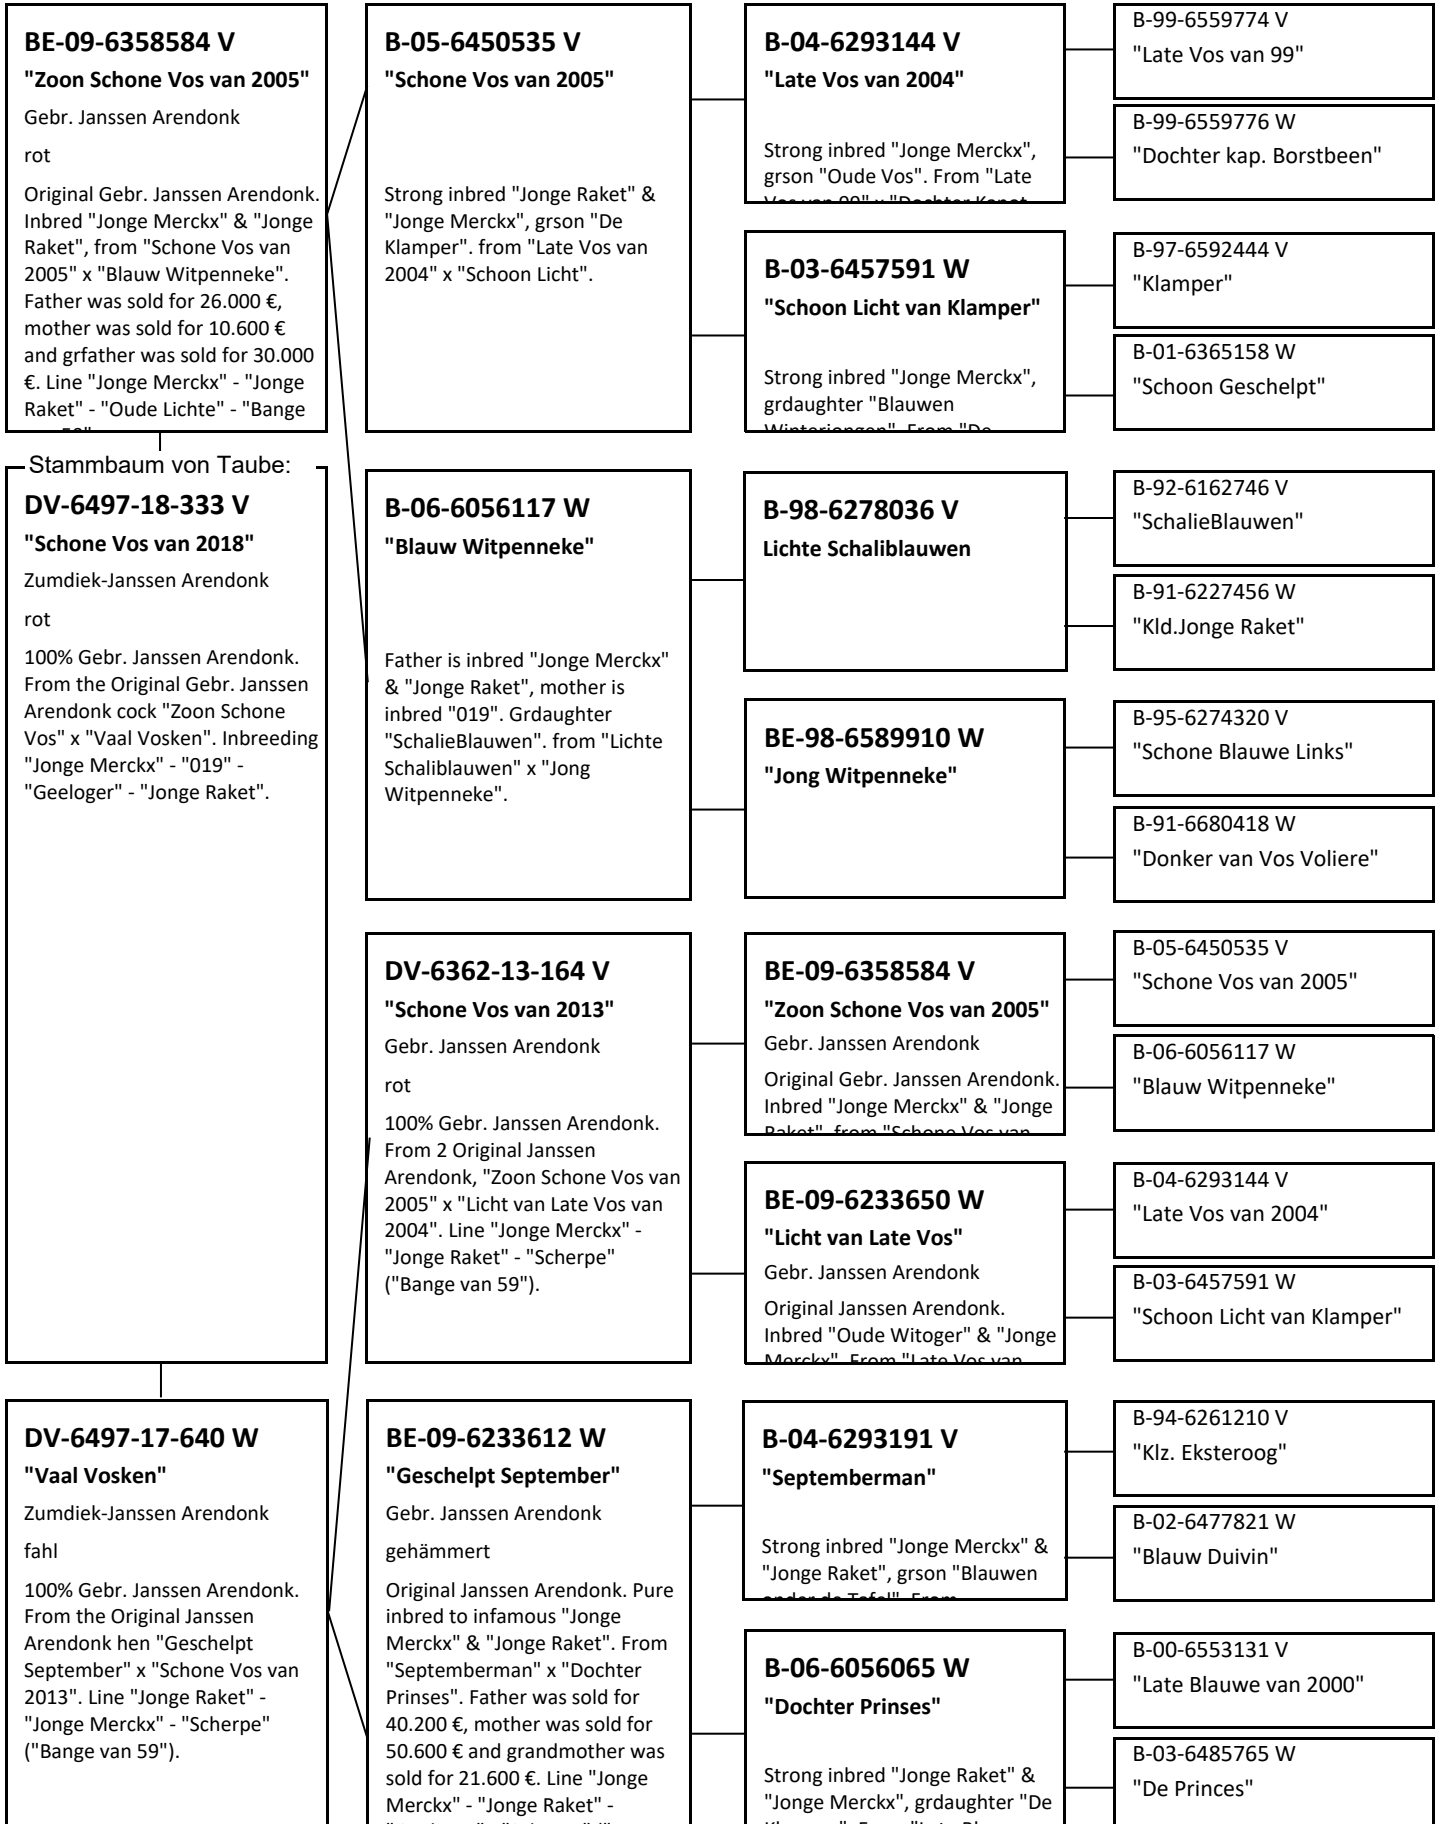 BE-09-6358584 V
"Zoon Schone Vos van 2005"
Gebr. Janssen Arendonk
rot
Original Gebr. Janssen Arendonk.
Inbred "Jonge Merckx" & "Jonge
Raket", from "Schone Vos van
2005" x "Blauw Witpenneke".
Father was sold for 26.000 €,
mother was sold for 10.600 €
and grfather was sold for 30.000
€. Line "Jonge Merckx" - "Jonge
Raket" - "Oude Lichte" - "Bange
Stammbaum von Taube:
DV-6497-18-333 V
"Schone Vos van 2018"
Zumdiek-Janssen Arendonk
rot
100% Gebr. Janssen Arendonk.
From the Original Gebr. Janssen
Arendonk cock "Zoon Schone
Vos" x "Vaal Vosken". Inbreeding
"Jonge Merckx" - "019" -
"Geeloger" - "Jonge Raket".
DV-6497-17-640 W
"Vaal Vosken"
Zumdiek-Janssen Arendonk
fahl
100% Gebr. Janssen Arendonk.
From the Original Janssen
Arendonk hen "Geschelpt
September" x "Schone Vos van
2013". Line "Jonge Raket" -
"Jonge Merckx" - "Scherpe"
("Bange van 59").
B-05-6450535 V
"Schone Vos van 2005"
Strong inbred "Jonge Raket" &
"Jonge Merckx", grson "De
Klamper". from "Late Vos van
2004" x "Schoon Licht".
B-06-6056117 W
"Blauw Witpenneke"
Father is inbred "Jonge Merckx"
& "Jonge Raket", mother is
inbred "019". Grdaughter
"SchalieBlauwen". from "Lichte
Schaliblauwen" x "Jong
Witpenneke".
DV-6362-13-164 V
"Schone Vos van 2013"
Gebr. Janssen Arendonk
rot
100% Gebr. Janssen Arendonk.
From 2 Original Janssen
Arendonk, "Zoon Schone Vos van
2005" x "Licht van Late Vos van
2004". Line "Jonge Merckx" -
"Jonge Raket" - "Scherpe"
("Bange van 59").
BE-09-6233612 W
"Geschelpt September"
Gebr. Janssen Arendonk
gehämmert
Original Janssen Arendonk. Pure
inbred to infamous "Jonge
Merckx" & "Jonge Raket". From
"Septemberman" x "Dochter
Prinses". Father was sold for
40.200 €, mother was sold for
50.600 € and grandmother was
sold for 21.600 €. Line "Jonge
Merckx" - "Jonge Raket" -
B-04-6293144 V
"Late Vos van 2004"
Strong inbred "Jonge Merckx",
grson "Oude Vos". From "Late
B-03-6457591 W
"Schoon Licht van Klamper"
Strong inbred "Jonge Merckx",
grdaughter "Blauwen
B-98-6278036 V
Lichte Schaliblauwen
BE-98-6589910 W
"Jong Witpenneke"
BE-09-6358584 V
"Zoon Schone Vos van 2005"
Gebr. Janssen Arendonk
Original Gebr. Janssen Arendonk.
Inbred "Jonge Merckx" & "Jonge
Raket", from "Schone Vos van
BE-09-6233650 W
"Licht van Late Vos"
Gebr. Janssen Arendonk
Original Janssen Arendonk.
Inbred "Oude Witoger" & "Jonge
Merckx". From "Late Vos van
B-04-6293191 V
"Septemberman"
Strong inbred "Jonge Merckx" &
"Jonge Raket", grson "Blauwen
B-06-6056065 W
"Dochter Prinses"
Strong inbred "Jonge Raket" &
"Jonge Merckx", grdaughter "De
B-99-6559774 V
"Late Vos van 99"
B-99-6559776 W
"Dochter kap. Borstbeen"
B-97-6592444 V
"Klamper"
B-01-6365158 W
"Schoon Geschelpt"
B-92-6162746 V
"SchalieBlauwen"
B-91-6227456 W
"Kld.Jonge Raket"
B-95-6274320 V
"Schone Blauwe Links"
B-91-6680418 W
"Donker van Vos Voliere"
B-05-6450535 V
"Schone Vos van 2005"
B-06-6056117 W
"Blauw Witpenneke"
B-04-6293144 V
"Late Vos van 2004"
B-03-6457591 W
"Schoon Licht van Klamper"
B-94-6261210 V
"Klz. Eksteroog"
B-02-6477821 W
"Blauw Duivin"
B-00-6553131 V
"Late Blauwe van 2000"
B-03-6485765 W
"De Princes"